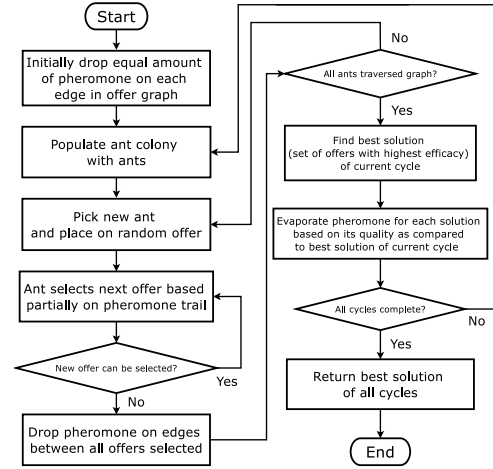 Start
Initially drop equal amount
of pheromone on each
edge in offer graph
Populate ant colony
with ants
Pick new ant
and place on random offer
Ant selects next offer based
partially on pheromone trail
New offer can be selected?
Yes
No
Drop pheromone on edges
between all offers selected
No
All ants traversed graph?
Yes
Find best solution
(set of offers with highest efficacy)
of current cycle
Evaporate pheromone for each solution
based on its quality as compared
to best solution of current cycle
All cycles complete?
No
Yes
Return best solution
of all cycles
End